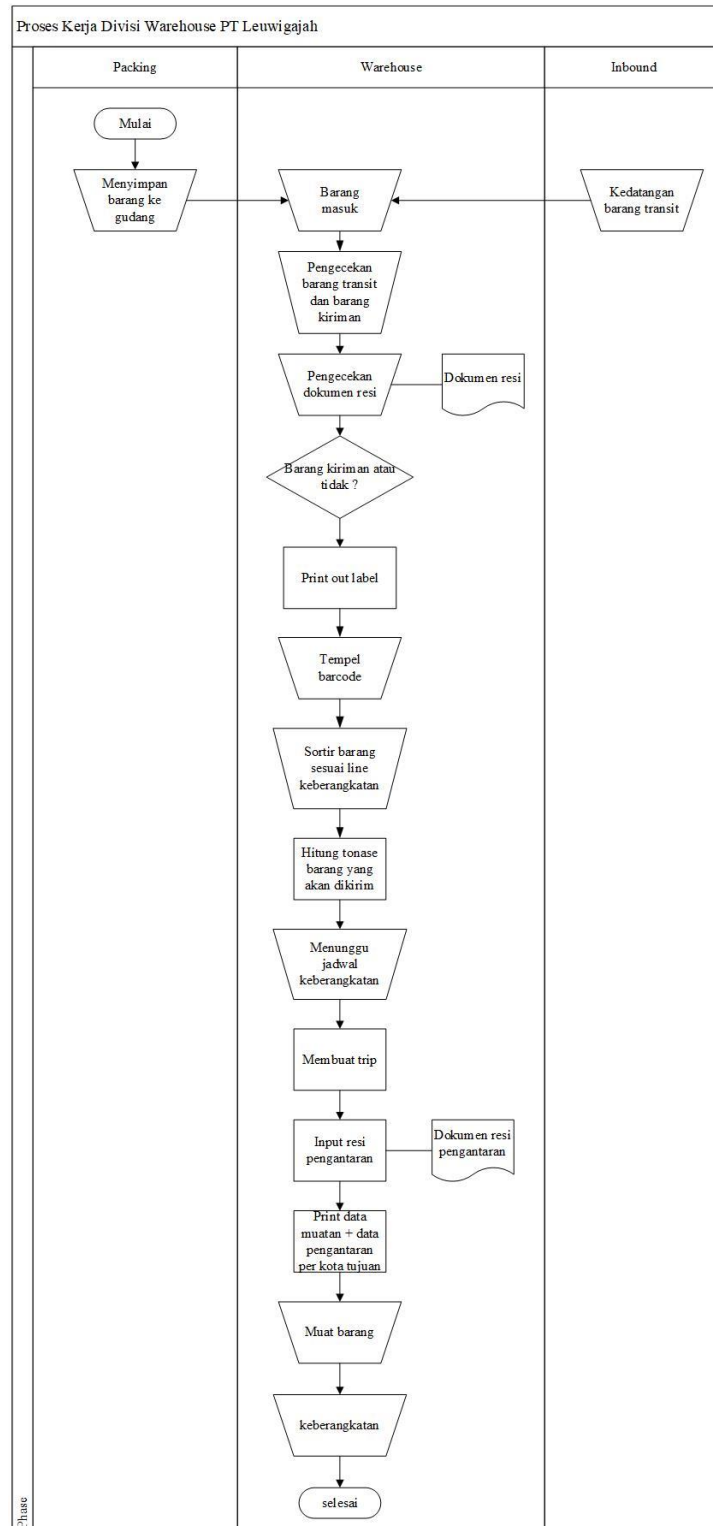 Proses Kerja Divisi Warehouse PT Leuwigajah
Packing
Warehouse
Inbound
Mulai
Menyimpan
barang ke
gudang
Barang
masuk
Kedatangan
barang transit
Pengecekan
barang transit
dan barang
kiriman
Pengecekan
dokumen resi
Dokumen resi
Barang kiriman atau
tidak ?
Print out label
Tempel
barcode
Sortir barang
sesuai line
keberangkatan
Hitung tonase
barang yang
akan dikirim
Menunggu
jadwal
keberangkatan
Membuat trip
Input resi
pengantaran
Dokumen resi
pengantaran
Print data
muatan + data
pengantaran
per kota tujuan
Muat barang
keberangkatan
selesai
Phase